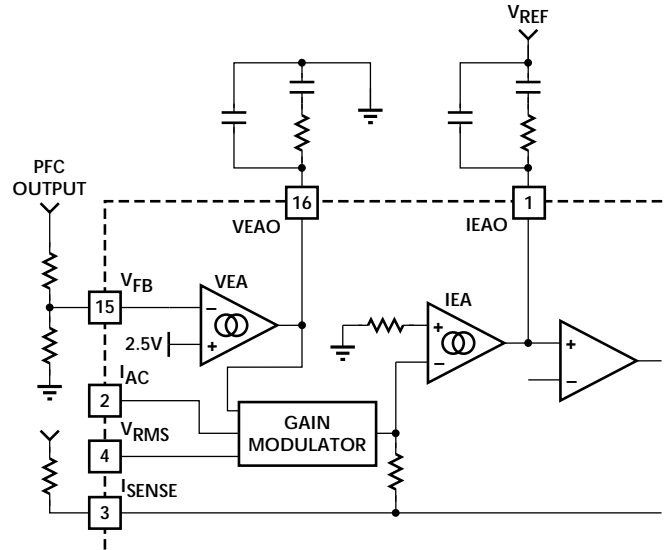 VREF
PFC
OUTPUT
16
1
VEAO
IEAO
VFB
VEA
IEA
15
−
+
2.5V
+
−
+
−
IAC
2
GAIN
MODULATOR
VRMS
4
ISENSE
3